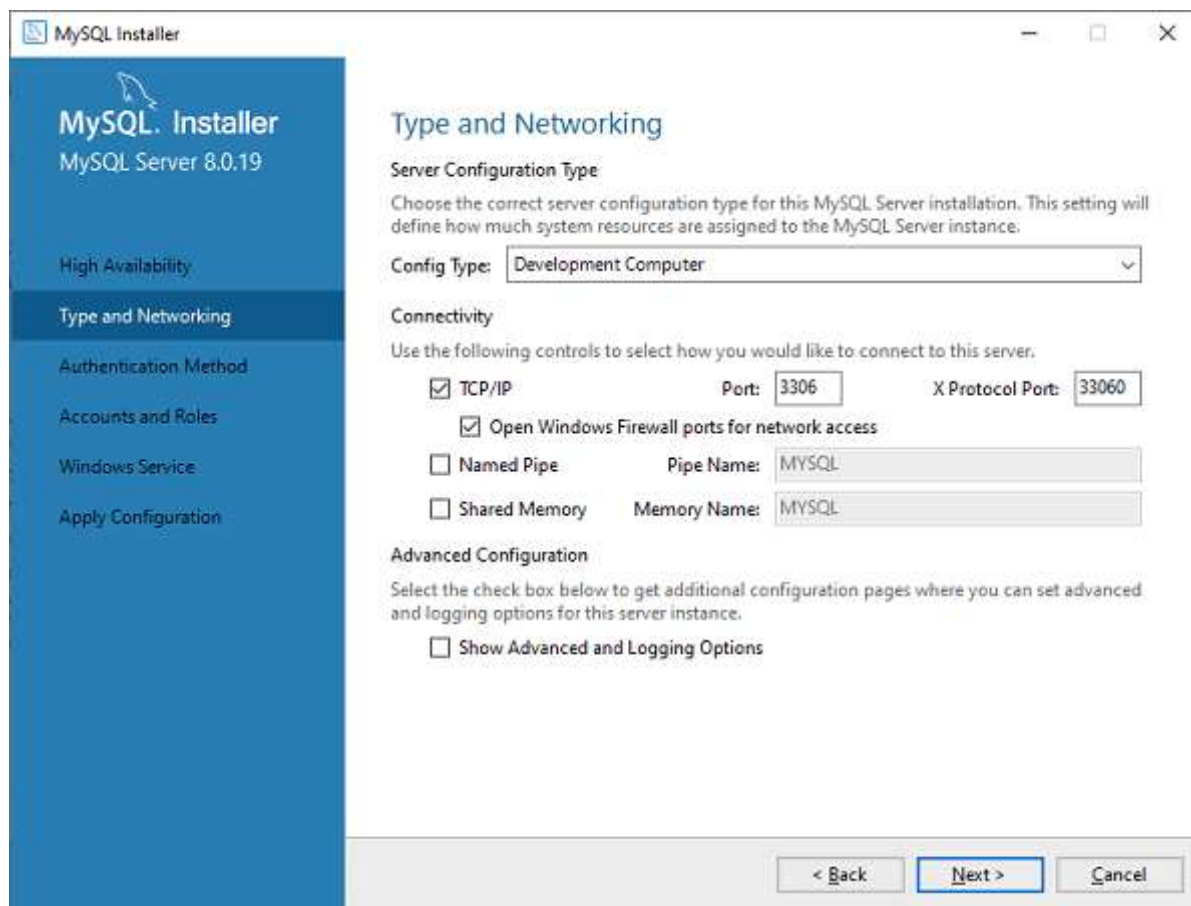 MySQL Installer
MySQL. Installer
MySQL Server 8.0.19
High Availability
Type and Networking
Authentication Method
Accounts and Roles
Windows Service
Apply Configuration
Type and Networking
Server Configuration Type
Choose the correct server configuration type for this MySQL Server installation. This setting will
define how much system resources are assigned to the MySQL Server instance.
Config Type: Development Computer
Connectivity
Use the following controls to select how you would like to connect to this server.
TCP/IP Port: 3306 X Protocol Port: 33060
Open Windows Firewall ports for network access
Named Pipe Pipe Name: MYSQL
Shared Memory Memory Name: MYSQL
Advanced Configuration
Select the check box below to get additional configuration pages where you can set advanced
and logging options for this server instance.
Show Advanced and Logging Options
< Back Next > Cancel